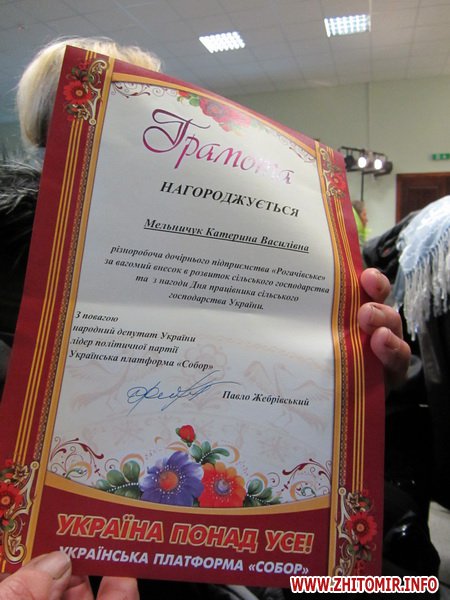 Грамота
НАГОРОДЖУЄТЬСЯ
Мельничук Катерина Василівна
різноробоча дочірнього підприємства «Рогачівське»
за вагомий внесок в розвиток сільського господарства
та з нагоди Дня працівника сільського
господарства України.
З повагою
народний депутат України
лідер політичної партії
Українська платформа «Собор»
Павло Жебрівський
УКРАЇНА ПОНАД УСЕ!
УКРАЇНСЬКА ПЛАТФОРМА «СОБОР»
WWW.ZHITOMIR.INFO